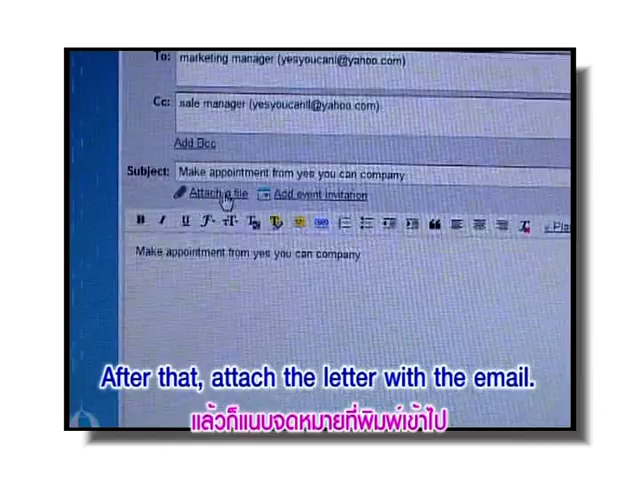 To: marketing manager (yesyoucanl@yahoo.com)
Cc: sale manager (yesyoucanll@yahoo.com)
Add Bcc
Subject: Make appointment from yes you can company
Attach a file Add event invitation
B I U
Make appointment from yes you can company
After that, attach the letter with the email.
แล้วก็แนบจดหมายที่พิมพ์เข้าไป